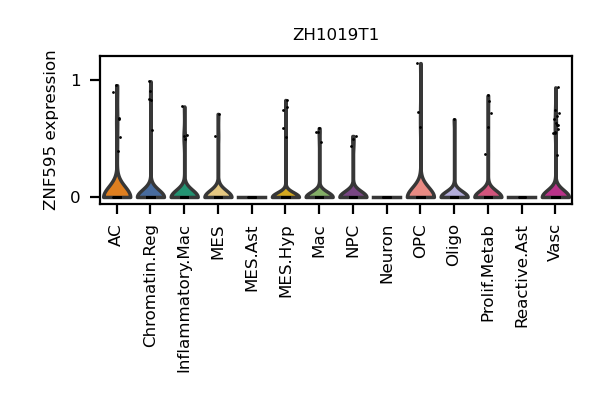 ZH1019T1
ZNF595 expression
1
0
AC
Chromatin.Reg
Inflammatory.Mac
MES
MES.Ast
MES.Hyp
Mac
NPC
Neuron
OPC
Oligo
Prolif.Metab
Reactive.Ast
Vasc